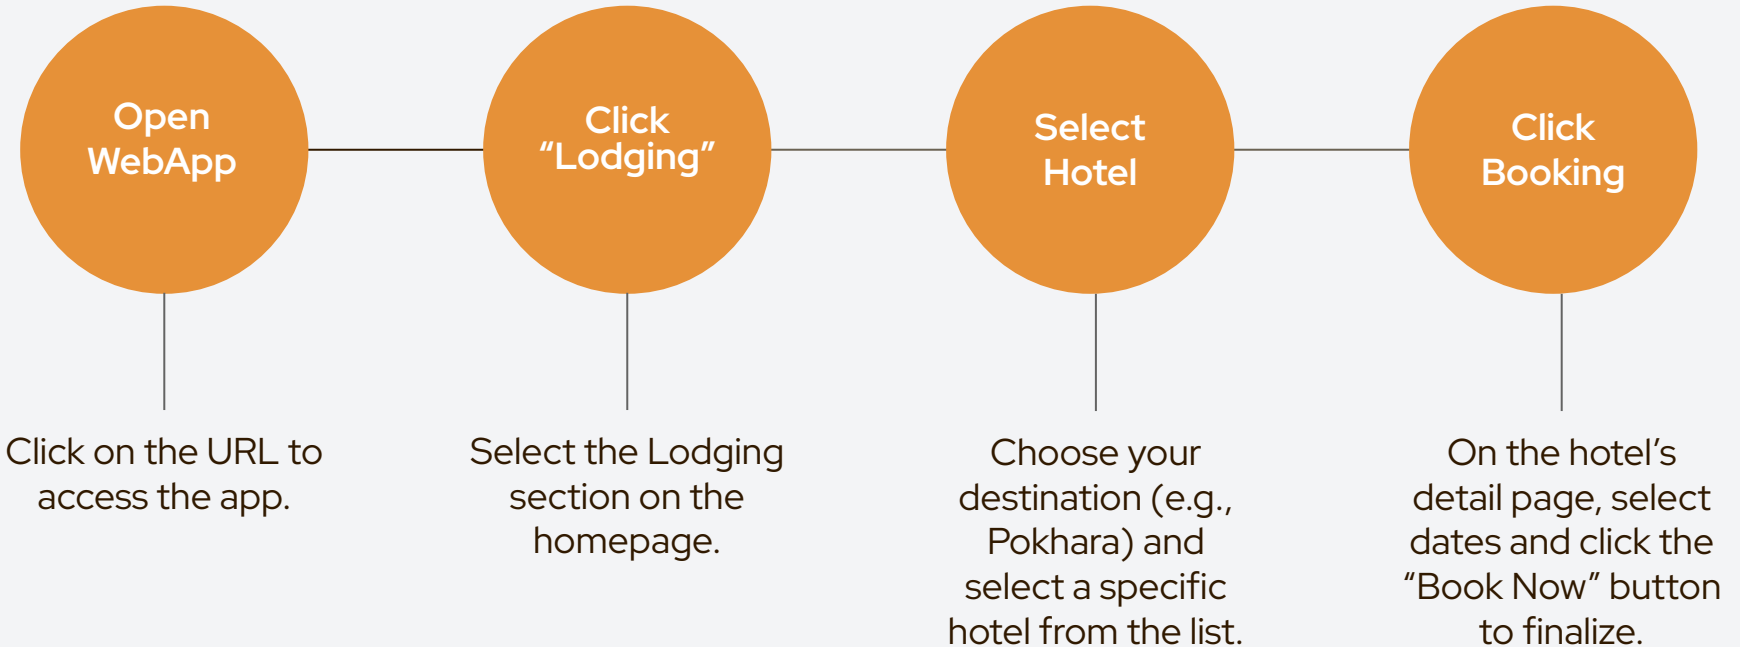 Open
WebApp
Click
“Lodging”
Select
Hotel
Click
Booking
Click on the URL to
access the app.
Select the Lodging
section on the
homepage.
Choose your
destination (e.g.,
Pokhara) and
select a specific
hotel from the list.
On the hotel’s
detail page, select
dates and click the
“Book Now” button
to finalize.